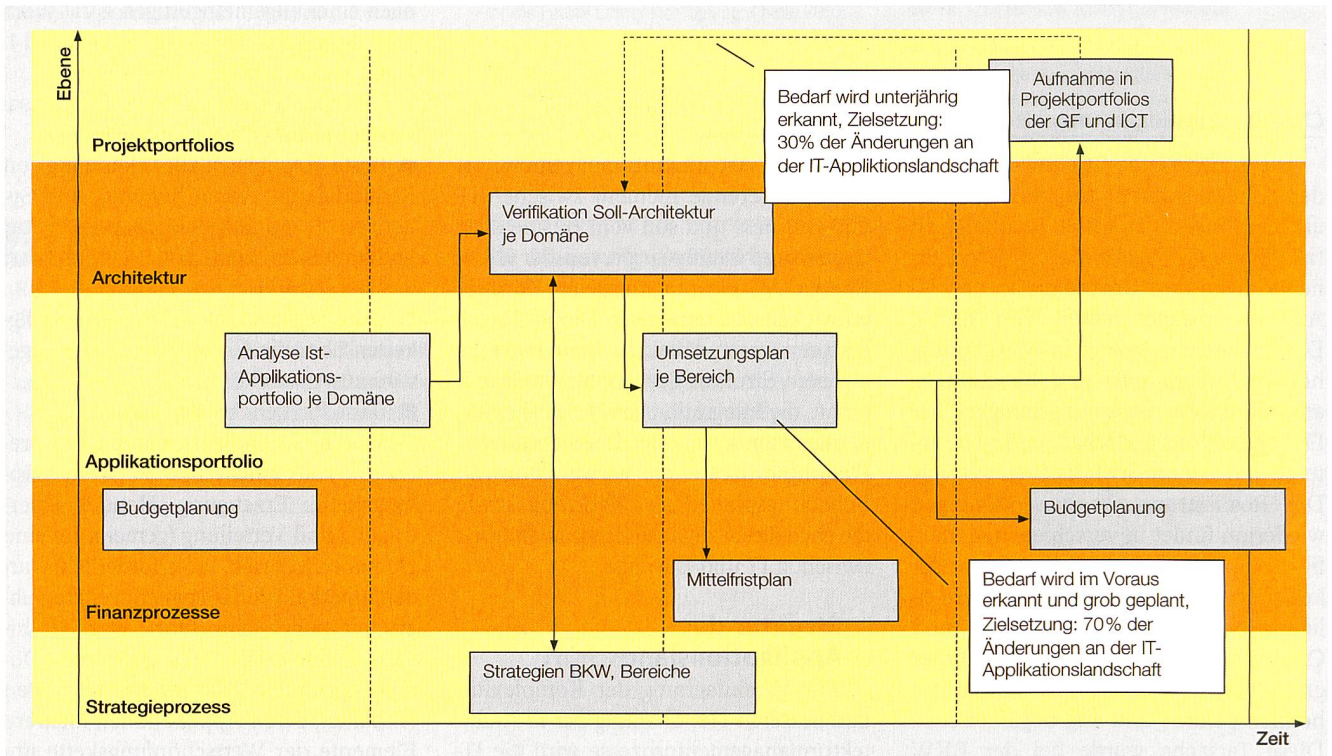 Ebene
Aufnahme in
Projektportfolios
der GF und ICT
Bedarf wird unterjährig
erkannt, Zielsetzung:
30% der Änderungen an
der IT-Appliktionslandschaft
Projektportfolios
Verifikation Soll-Architektur
je Domäne
Architektur
Analyse Ist-
Applikations-
portfolio je Domäne
Umsetzungsplan
je Bereich
Applikationsportfolio
Budgetplanung
Budgetplanung
Mittelfristplan
Bedarf wird im Voraus
erkannt und grob geplant,
Zielsetzung: 70% der
Änderungen an der IT-
Applikationslandschaft
Finanzprozesse
Strategien BKW, Bereiche
Strategieprozess
Zeit